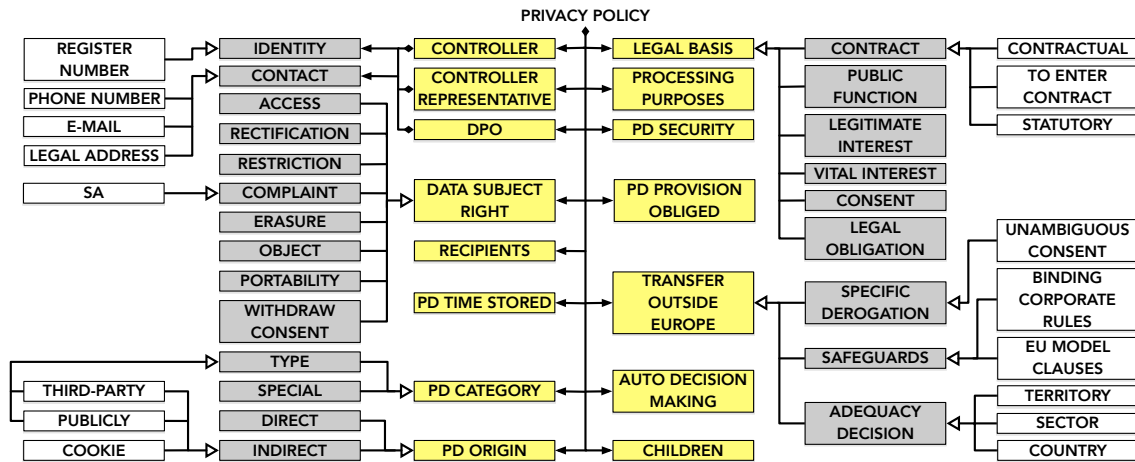 PRIVACY POLICY
REGISTER
NUMBER
PHONE NUMBER
E-MAIL
LEGAL ADDRESS
SA
THIRD-PARTY
PUBLICLY
COOKIE
IDENTITY
CONTACT
ACCESS
RECTIFICATION
RESTRICTION
COMPLAINT
ERASURE
OBJECT
PORTABILITY
WITHDRAW
CONSENT
TYPE
SPECIAL
DIRECT
INDIRECT
CONTROLLER
CONTROLLER
REPRESENTATIVE
DPO
DATA SUBJECT
RIGHT
RECIPIENTS
PD TIME STORED
PD CATEGORY
PD ORIGIN
LEGAL BASIS
PROCESSING
PURPOSES
PD SECURITY
PD PROVISION
OBLIGED
TRANSFER
OUTSIDE
EUROPE
AUTO DECISION
MAKING
CHILDREN
CONTRACT
PUBLIC
FUNCTION
LEGITIMATE
INTEREST
VITAL INTEREST
CONSENT
LEGAL
OBLIGATION
SPECIFIC
DEROGATION
SAFEGUARDS
ADEQUACY
DECISION
CONTRACTUAL
TO ENTER
CONTRACT
STATUTORY
UNAMBIGUOUS
CONSENT
BINDING
CORPORATE
RULES
EU MODEL
CLAUSES
TERRITORY
SECTOR
COUNTRY